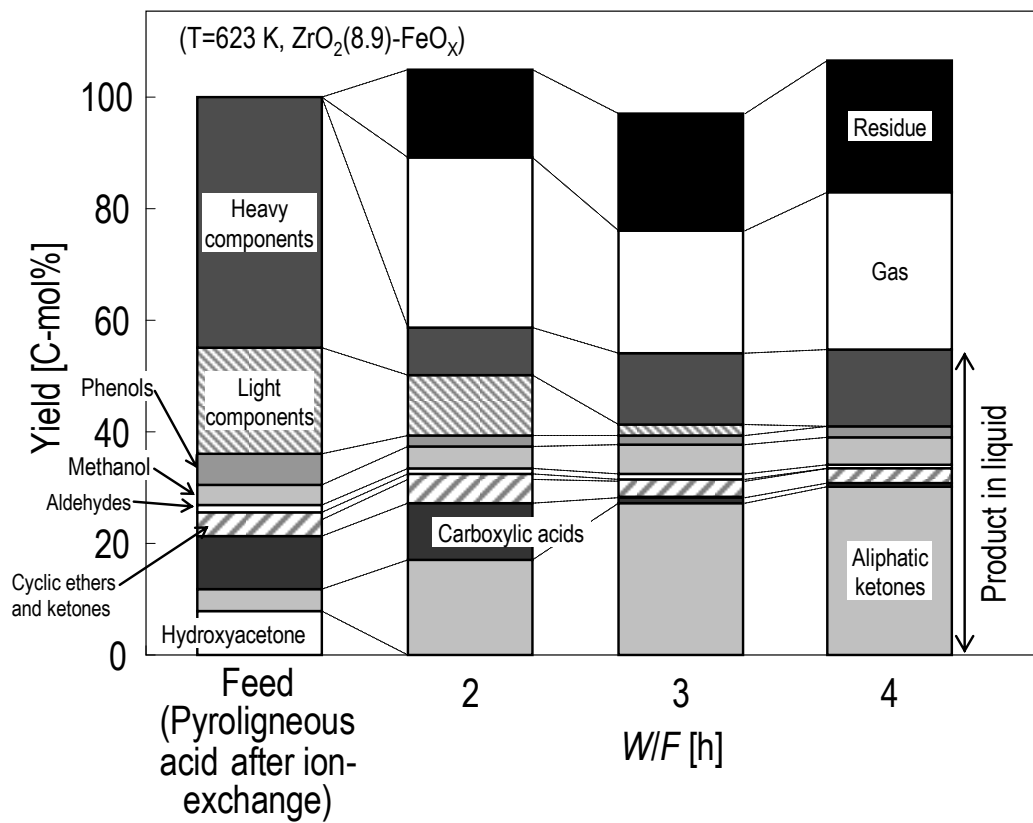 (T=623 K, ZrO2(8.9)-FeOX)
Yield [C-mol%]
100
80
60
40
20
0
Heavy
components
Light
components
Phenols
Methanol
Aldehydes
Cyclic ethers
and ketones
Hydroxyacetone
Carboxylic acids
Residue
Gas
Aliphatic
ketones
Product in liquid
Feed
(Pyroligneous
acid after ion-
exchange)
2
3
4
W/F [h]